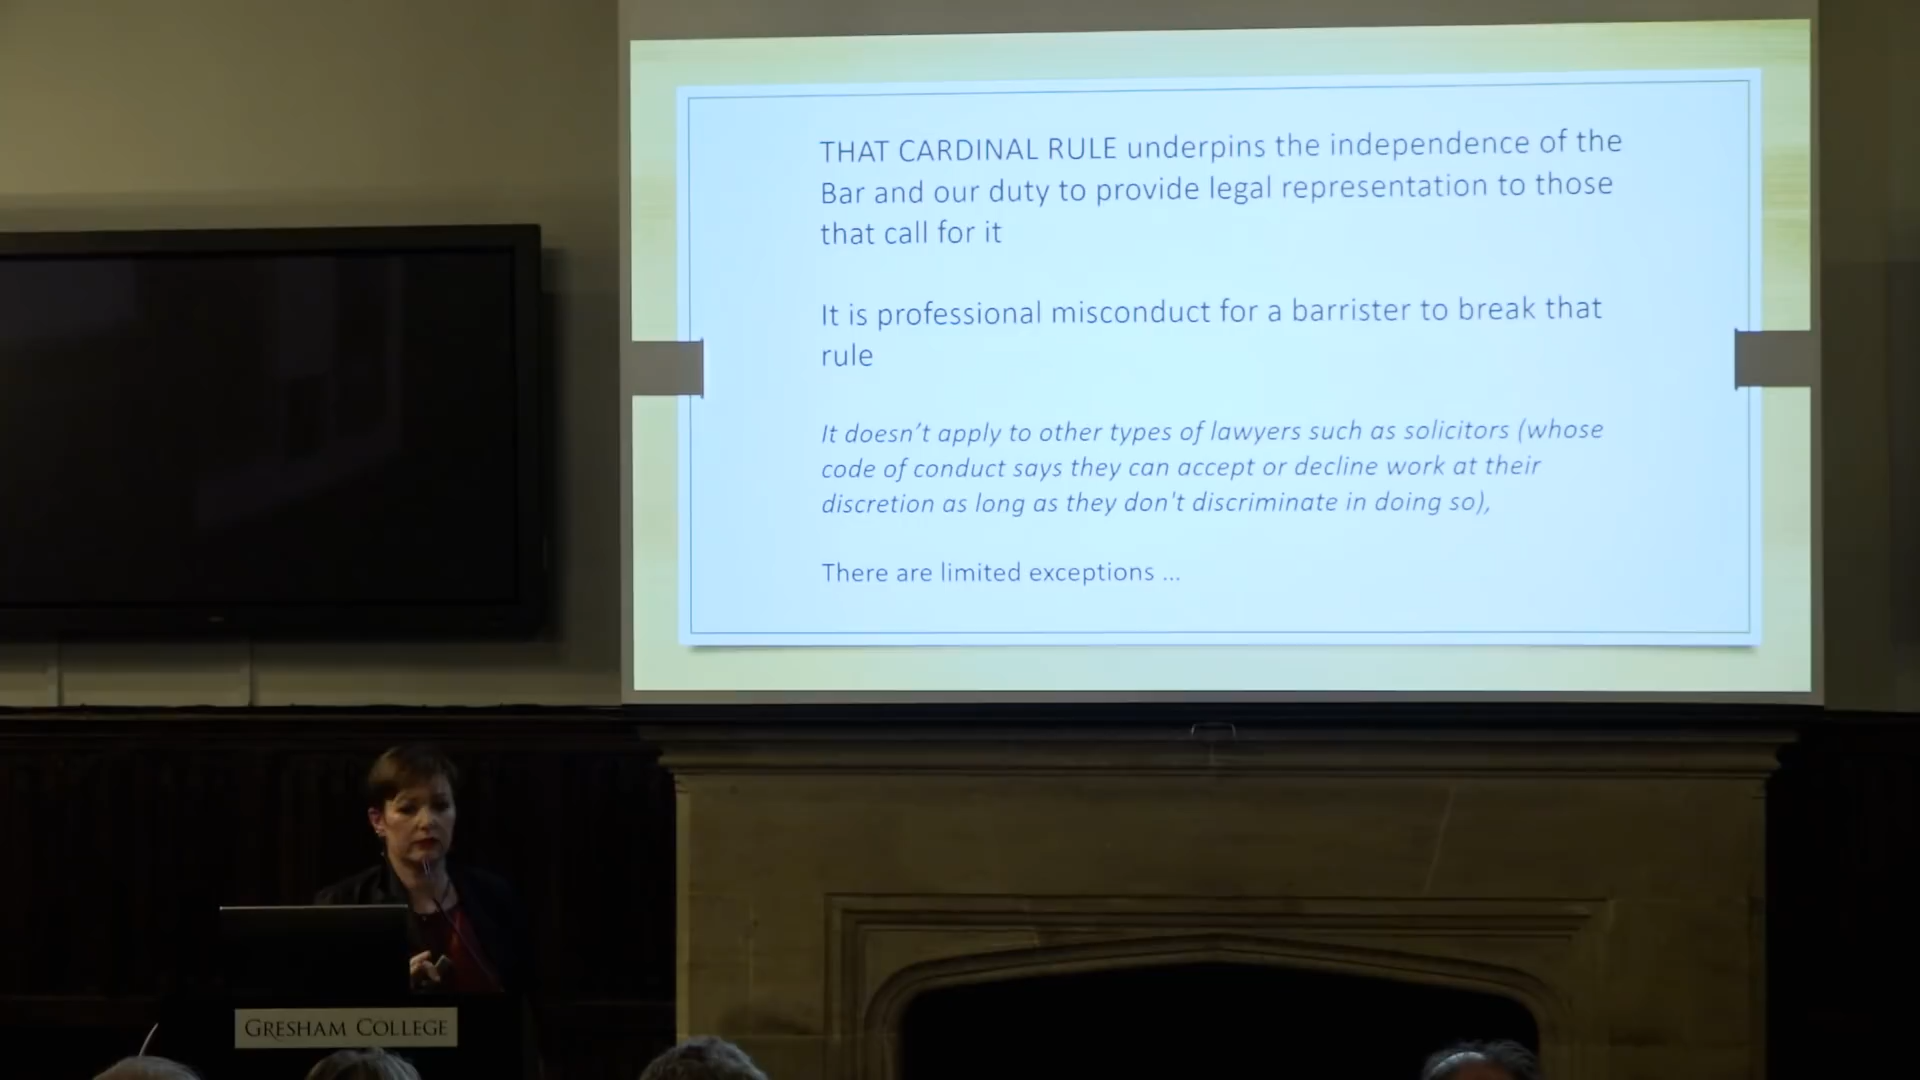 THAT CARDINAL RULE underpins the independence of the
Bar and our duty to provide legal representation to those
that call for it
It is professional misconduct for a barrister to break that
rule
It doesn’t apply to other types of lawyers such as solicitors (whose
code of conduct says they can accept or decline work at their
discretion as long as they don't discriminate in doing so),
There are limited exceptions ...
GRESHAM COLLEGE